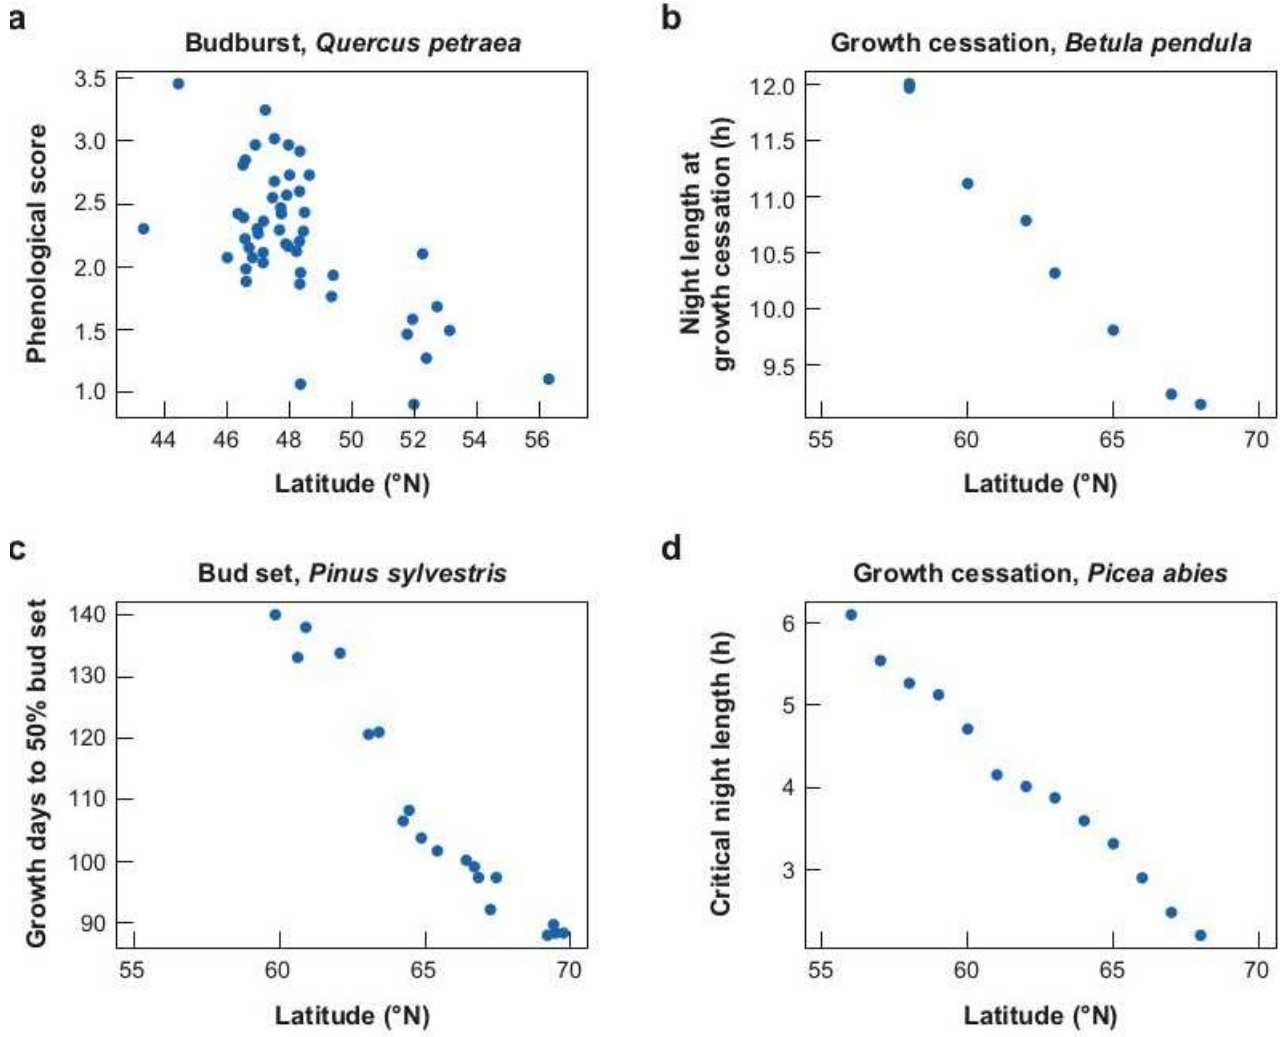 a
Budburst, Quercus petraea
Phenological score
3.5
3.0
2.5
2.0
1.5
1.0
44 46 48 50 52 54 56
Latitude (°N)
b
Growth cessation, Betula pendula
Night length at
growth cessation (h)
12.0
11.5
11.0
10.5
10.0
9.5
55 60 65 70
Latitude (°N)
c
Bud set, Pinus sylvestris
Growth days to 50% bud set
140
130
120
110
100
90
55 60 65 70
Latitude (°N)
d
Growth cessation, Picea abies
Critical night length (h)
6
5
4
3
55 60 65 70
Latitude (°N)